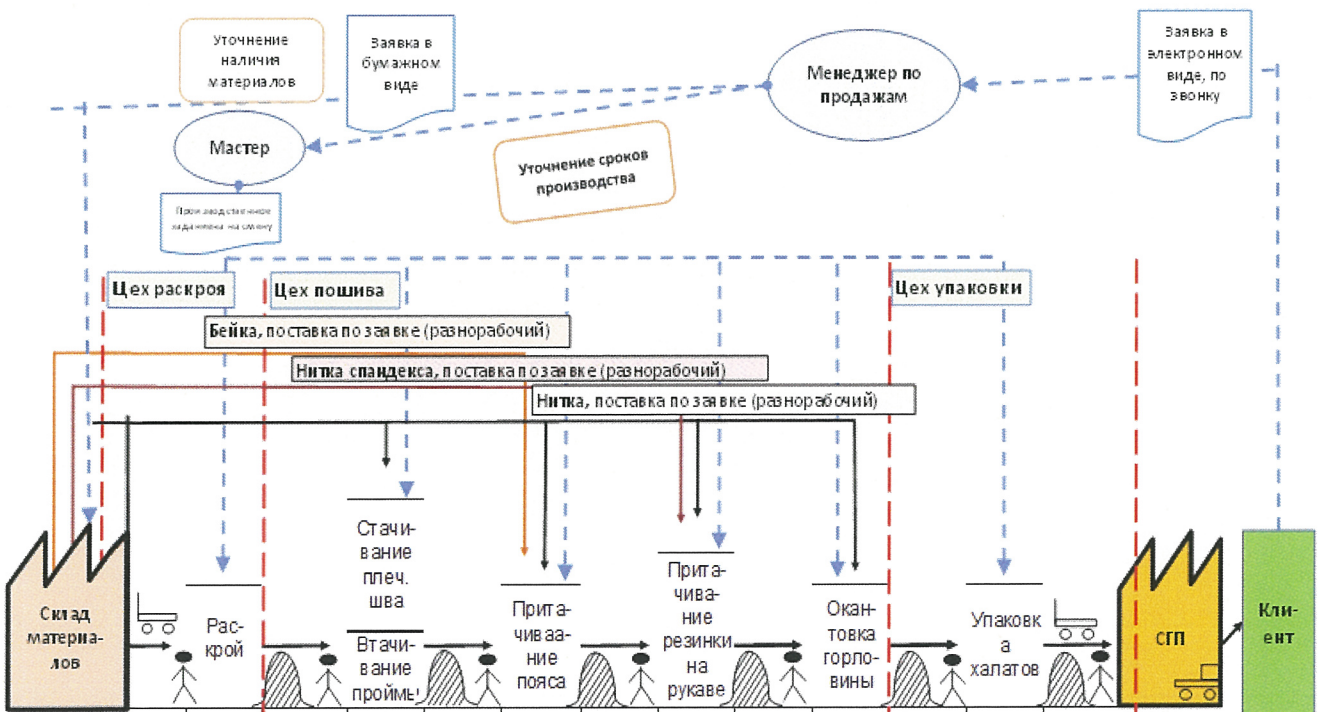 Уточнение
наличия
материалов
Заявка в
бумажном
виде
Менеджер по
продажам
Заявка в
электронном
виде, по
звонку
Мастер
Уточнение сроков
производства
Производственное
задание на смену
Цех раскроя
Цех пошива
Цех упаковки
Бейка, поставка по заявке (разнорабочий)
Нитка спандекса, поставка по заявке (разнорабочий)
Нитка, поставка по заявке (разнорабочий)
Склад
материа-
лов
Рас-
крой
Стачи-
вание
плеч.
шва
Втачи-
вание
проймы
Прита-
чиваа-
ние
пояса
Прита-
чива-
ние
резинки
на
рукаве
Окан-
товка
горло-
вины
Упаковк
а
халатов
СГП
Кли-
ент